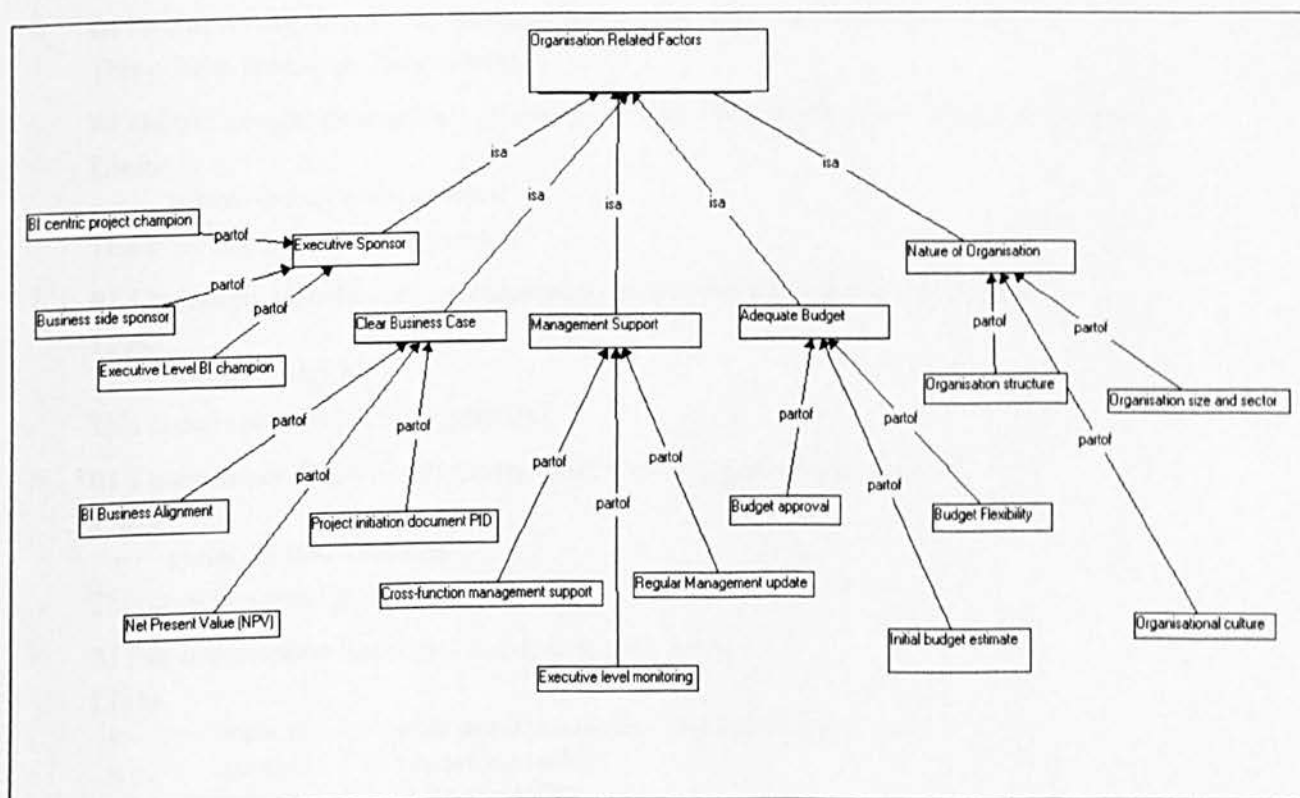 Organisation Related Factors
isa
isa
isa
isa
isa
BI centric project champion
partof
Executive Sponsor
Nature of Organisation
partof
Business side sponsor
partof
Clear Business Case
Management Support
Adequate Budget
partof
partof
Executive Level BI champion
Organisation structure
Organisation size and sector
partof
partof
partof
partof
partof
partof
partof
partof
partof
partof
BI Business Alignment
Project initiation document PID
Budget approval
Budget Flexibility
Cross-function management support
Regular Management update
Net Present Value (NPV)
Initial budget estimate
Organisational culture
Executive level monitoring